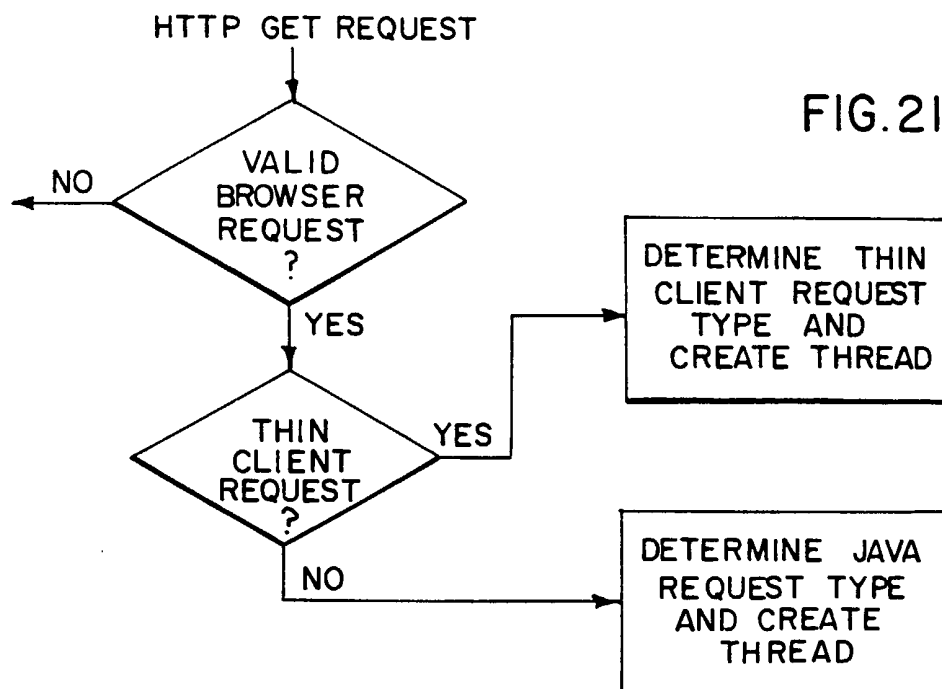 HTTP GET REQUEST
FIG.21
VALID
BROWSER
REQUEST
?
NO
YES
DETERMINE THIN
CLIENT REQUEST
TYPE AND
CREATE THREAD
THIN
CLIENT
REQUEST
?
YES
NO
DETERMINE JAVA
REQUEST TYPE
AND CREATE
THREAD